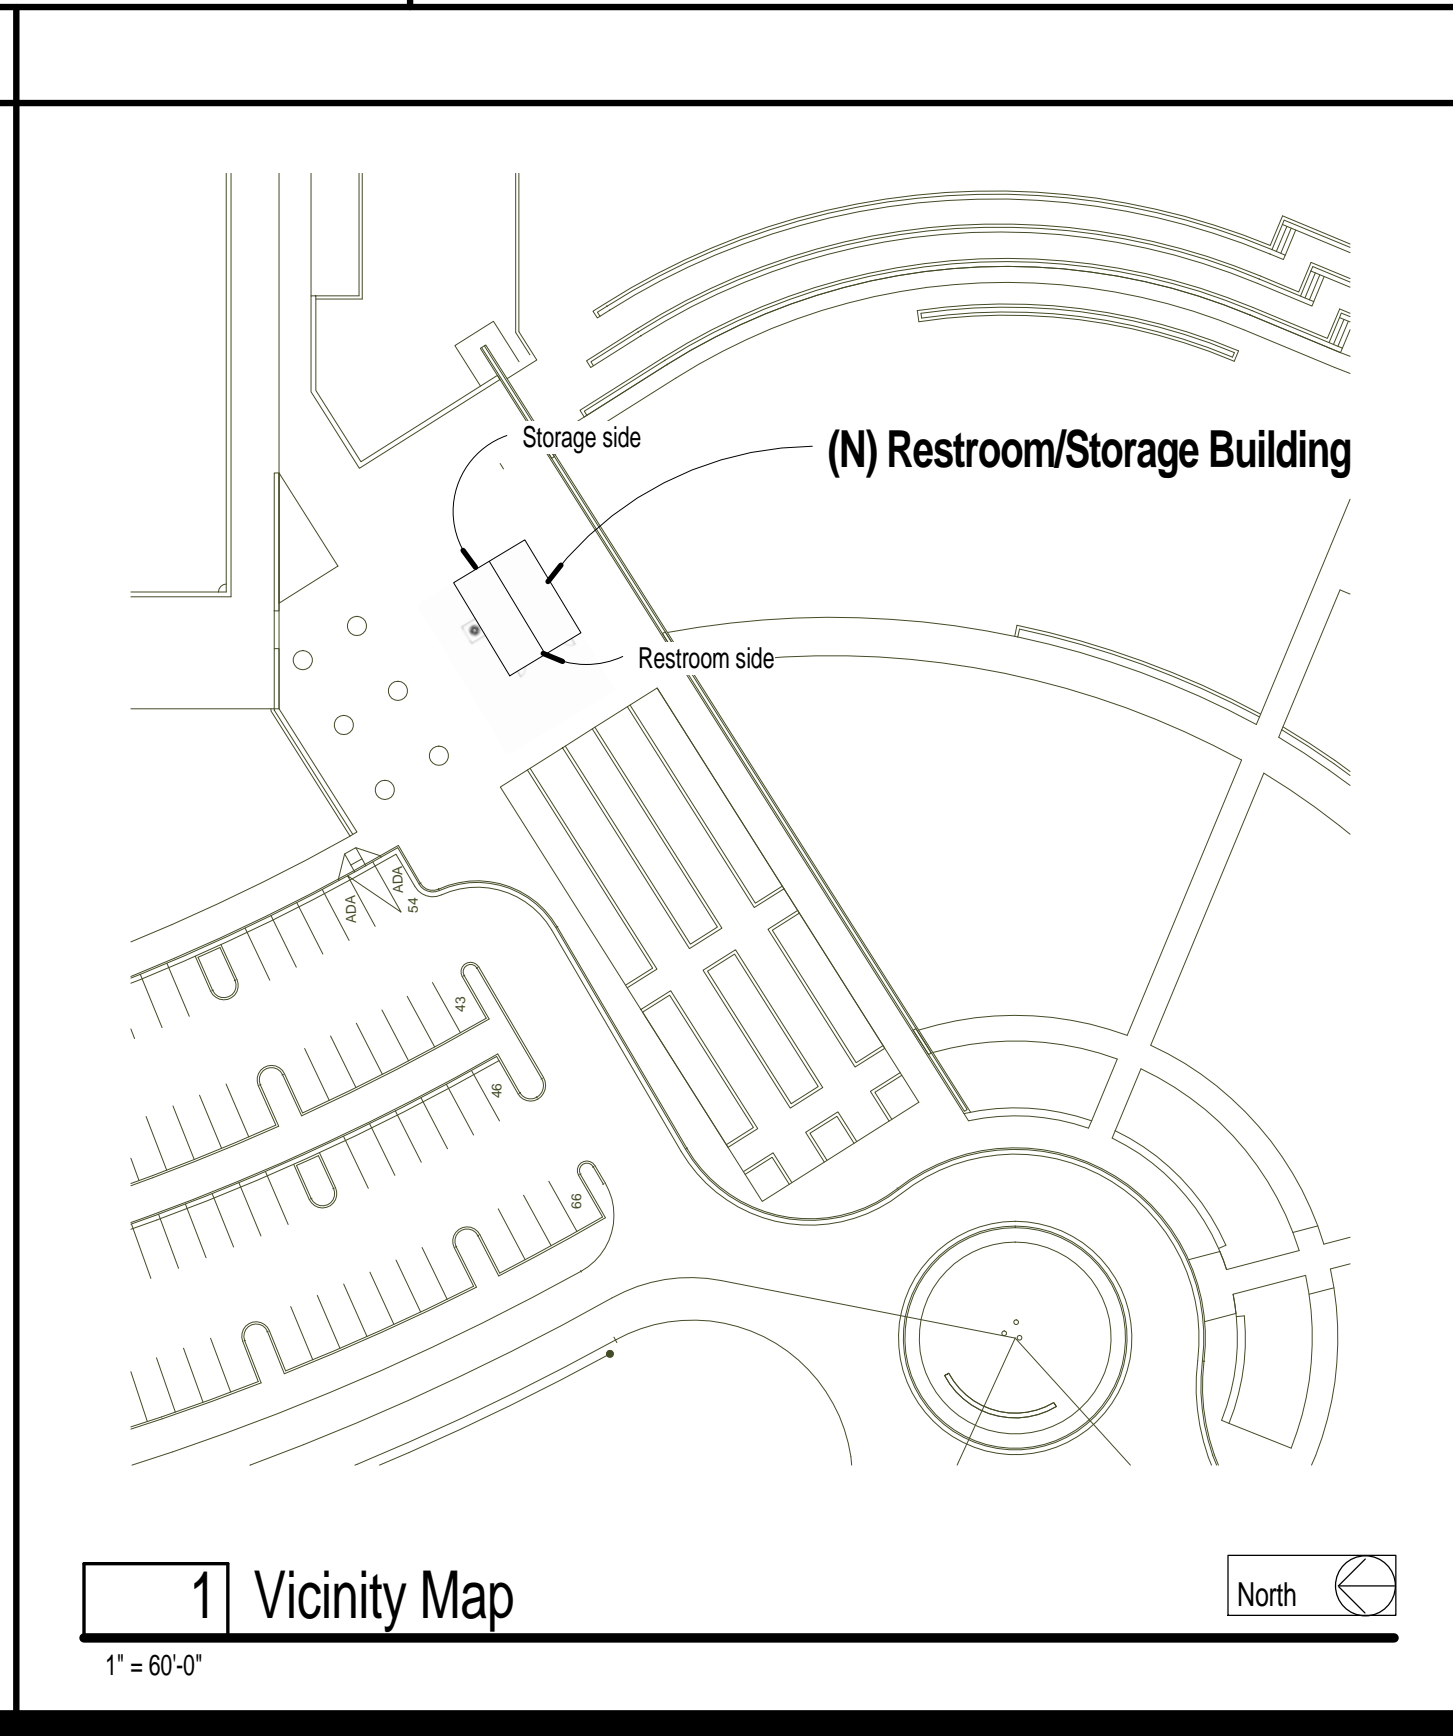 Storage side
(N) Restroom/Storage Building
Restroom side
ADA
ADA
54
43
46
66
1
Vicinity Map
North
1" = 60'-0"